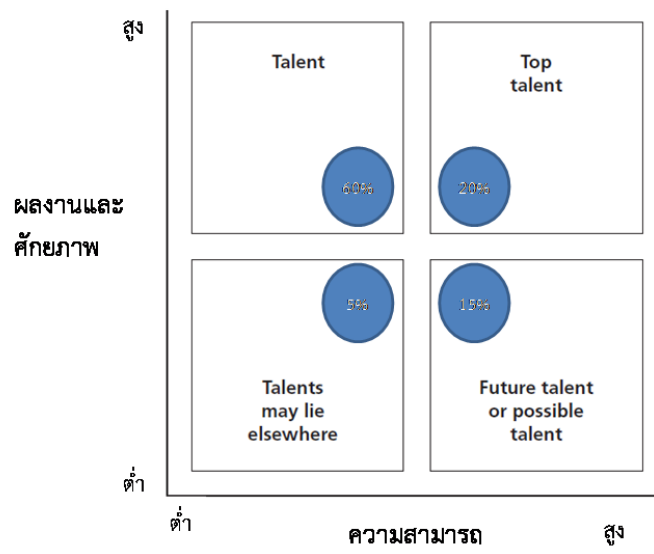 สูง
Talent
Top
talent
60%
20%
ผลงานและ
ศักยภาพ
5%
15%
Talents
may lie
elsewhere
Future talent
or possible
talent
ต่ำ
ต่ำ
ความสามารถ
สูง